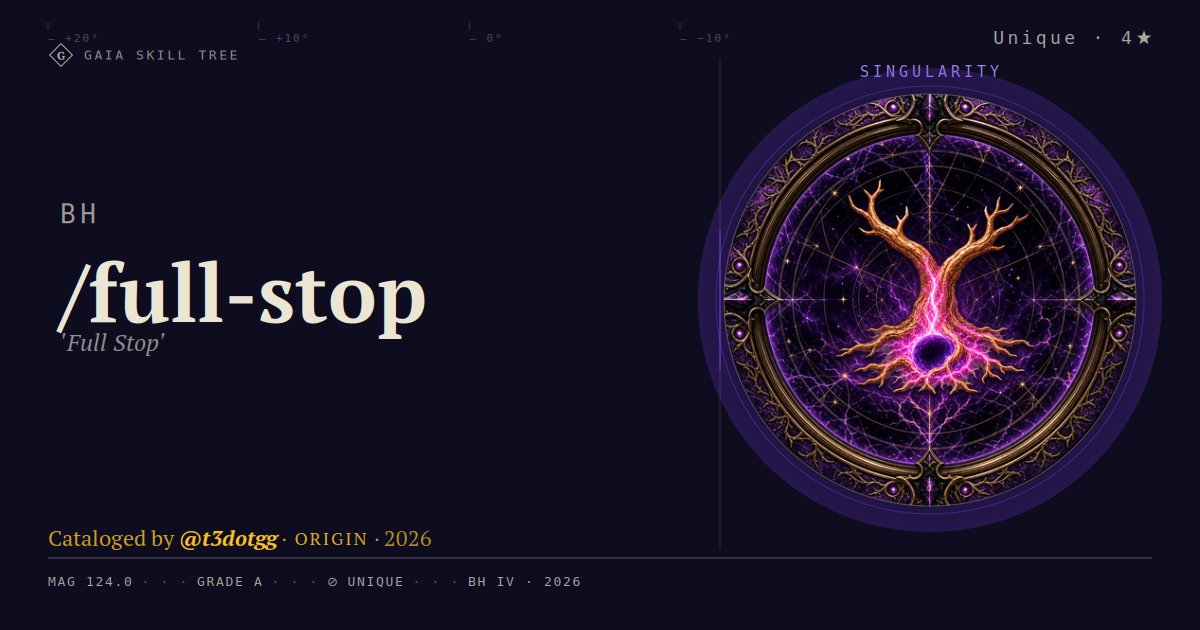 — +20°
— +10°
— 0°
— −10°
Unique · 4★
G GAIA SKILL TREE
SINGULARITY
BH
/full-stop
'Full Stop'
Cataloged by @t3dotgg · ORIGIN · 2026
MAG 124.0 · · · GRADE A · · · ⊘ UNIQUE · · · BH IV · 2026